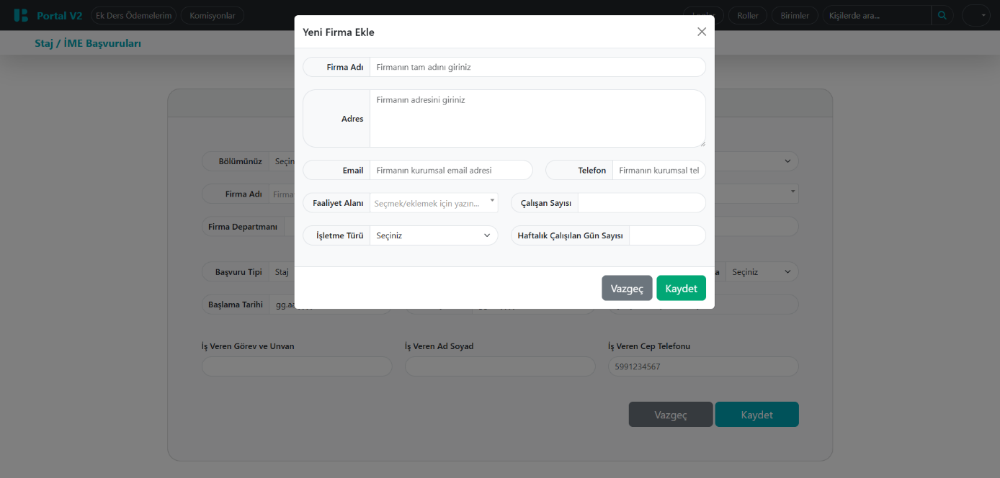 Portal V2 Ek Ders Ödemelerim Komisyonlar Roller Birimler Kişilerde ara...
Staj / İME Başvuruları
Yeni Firma Ekle
Firma Adı Firmanın tam adını giriniz
Adres Firmanın adresini giriniz
Email Firmanın kurumsal email adresi Telefon Firmanın kurumsal tel
Faaliyet Alanı Seçmek/eklemek için yazın... Çalışan Sayısı
İşletme Türü Seçiniz Haftalık Çalışılan Gün Sayısı
Vazgeç Kaydet
Bölümünüz Seçin
Firma Adı Firma
Firma Departmanı
Başvuru Tipi Staj a Seçiniz
Başlama Tarihi
İş Veren Görev ve Unvan İş Veren Ad Soyad İş Veren Cep Telefonu
5991234567
Vazgeç Kaydet